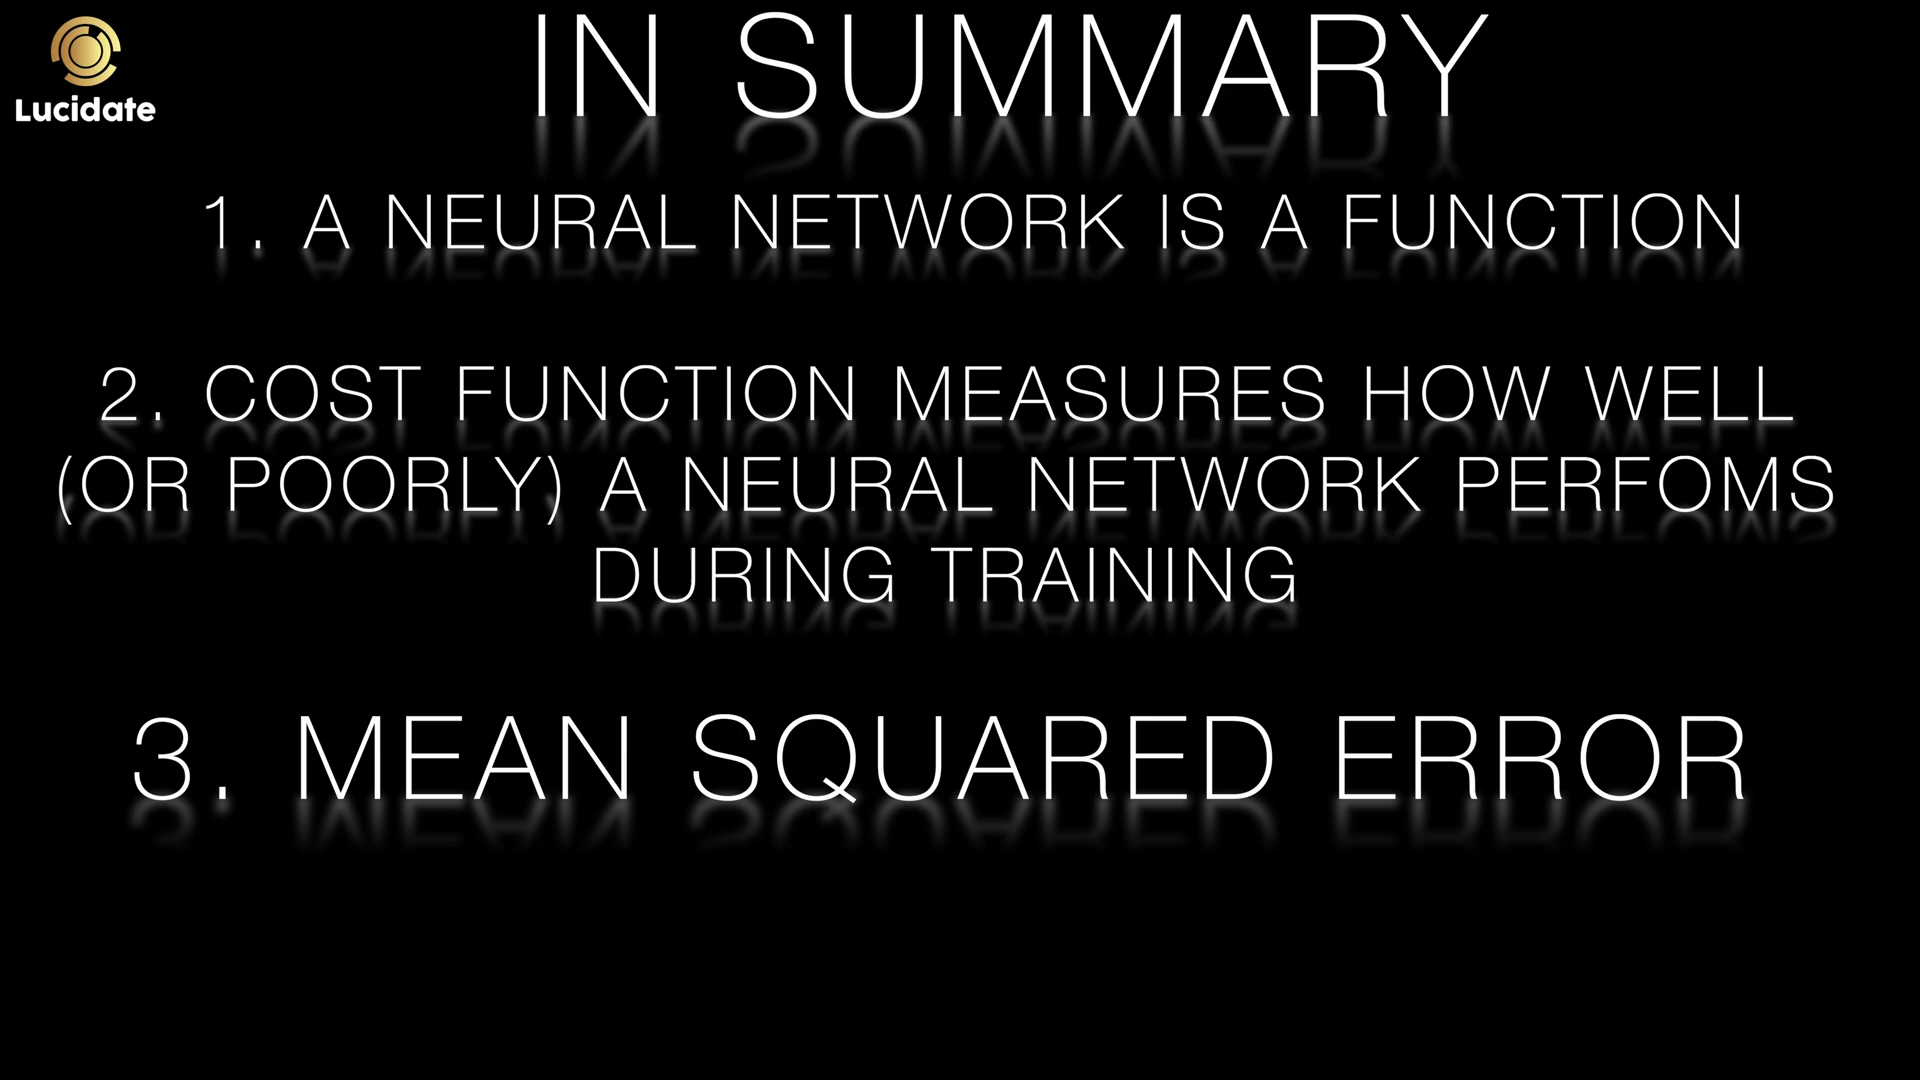 Lucidate
IN SUMMARY
1. A NEURAL NETWORK IS A FUNCTION
2. COST FUNCTION MEASURES HOW WELL
(OR POORLY) A NEURAL NETWORK PERFOMS
DURING TRAINING
3. MEAN SQUARED ERROR